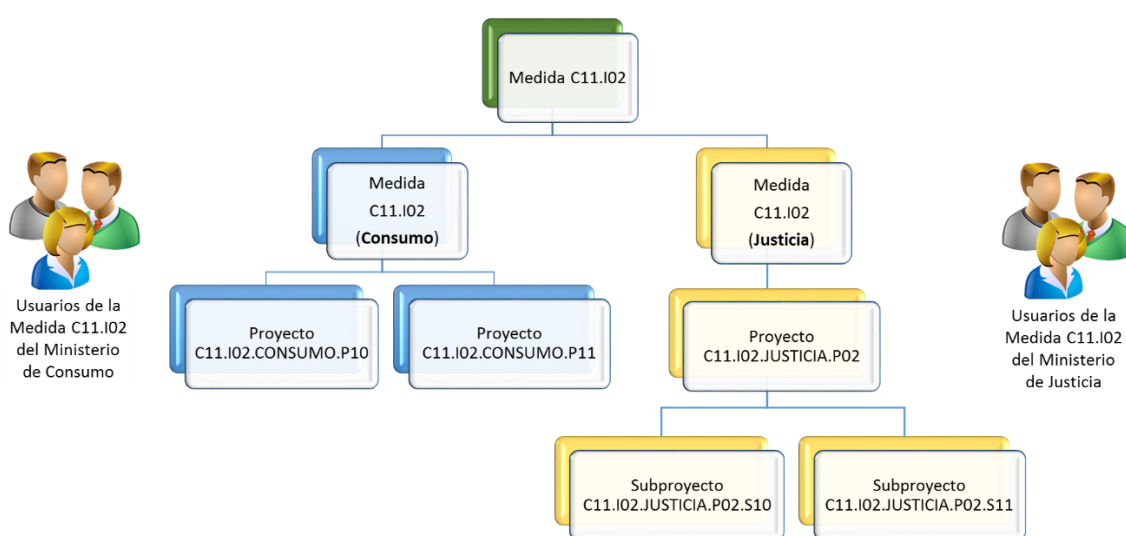 Medida C11.I02
Medida
C11.I02
(Consumo)
Medida
C11.I02
(Justicia)
Usuarios de la
Medida C11.I02
del Ministerio
de Consumo
Proyecto
C11.I02.CONSUMO.P10
Proyecto
C11.I02.CONSUMO.P11
Proyecto
C11.I02.JUSTICIA.P02
Usuarios de la
Medida C11.I02
del Ministerio
de Justicia
Subproyecto
C11.I02.JUSTICIA.P02.S10
Subproyecto
C11.I02.JUSTICIA.P02.S11